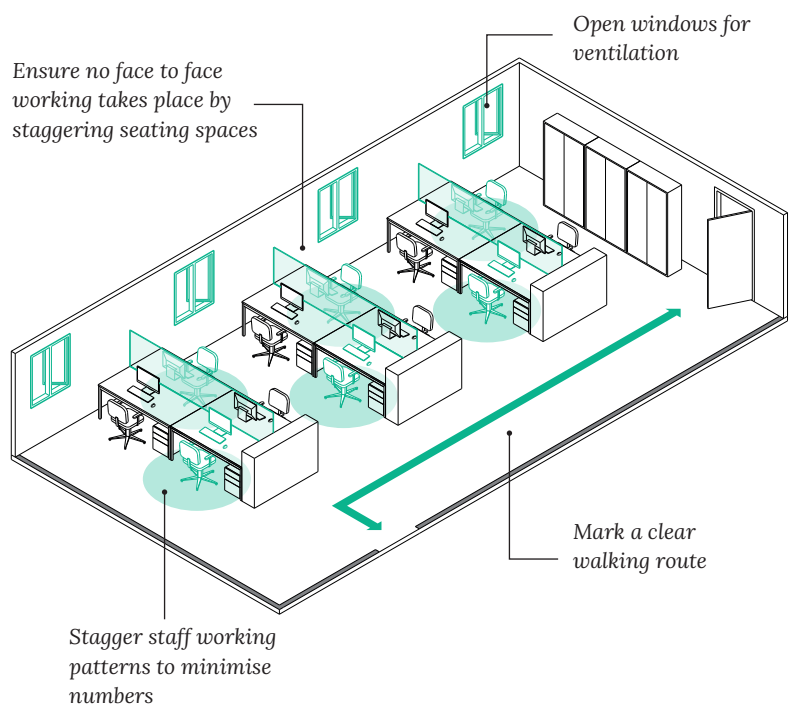 Open windows for
ventilation
Ensure no face to face
working takes place by
staggering seating spaces
Mark a clear
walking route
Stagger staff working
patterns to minimise
numbers